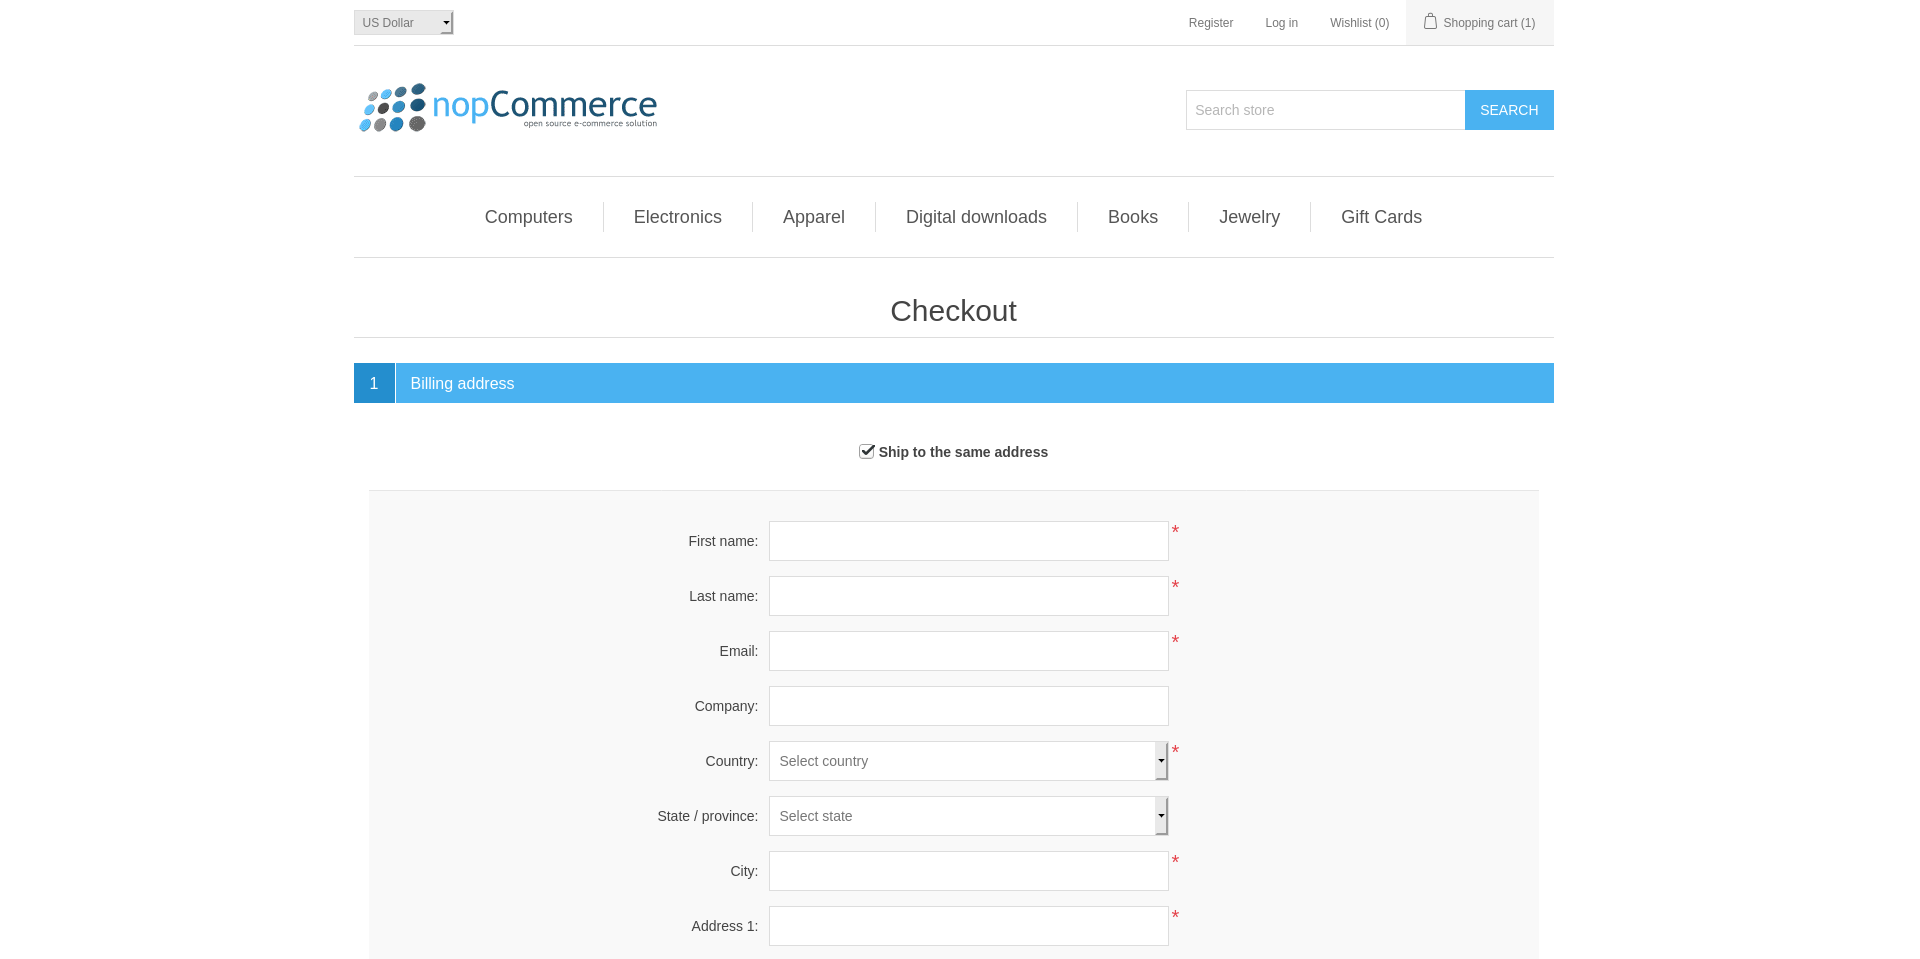 US Dollar
Register
Log in
Wishlist (0)
Shopping cart (1)
nopCommerce
open source e-commerce solution
Search store
SEARCH
Computers
Electronics
Apparel
Digital downloads
Books
Jewelry
Gift Cards
Checkout
1 Billing address
Ship to the same address
First name: *
Last name: *
Email: *
Company:
Country: Select country *
State / province: Select state
City: *
Address 1: *